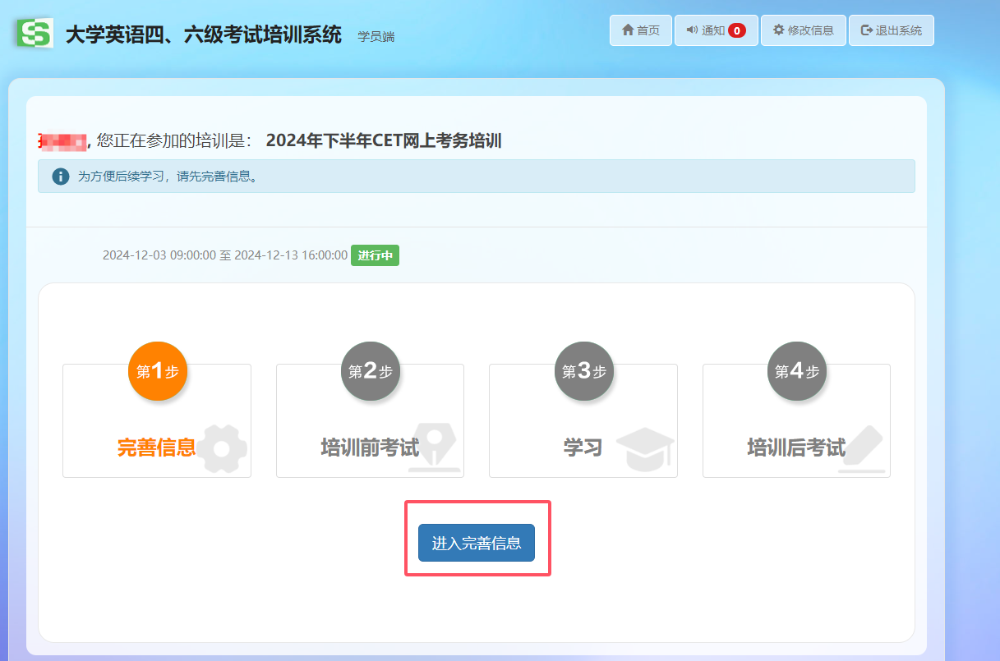 大学英语四、六级考试培训系统 学员端
首页 通知 0 修改信息 退出系统
, 您正在参加的培训是： 2024年下半年CET网上考务培训
为方便后续学习，请先完善信息。
2024-12-03 09:00:00 至 2024-12-13 16:00:00 进行中
第1步
完善信息
第2步
培训前考试
第3步
学习
第4步
培训后考试
进入完善信息